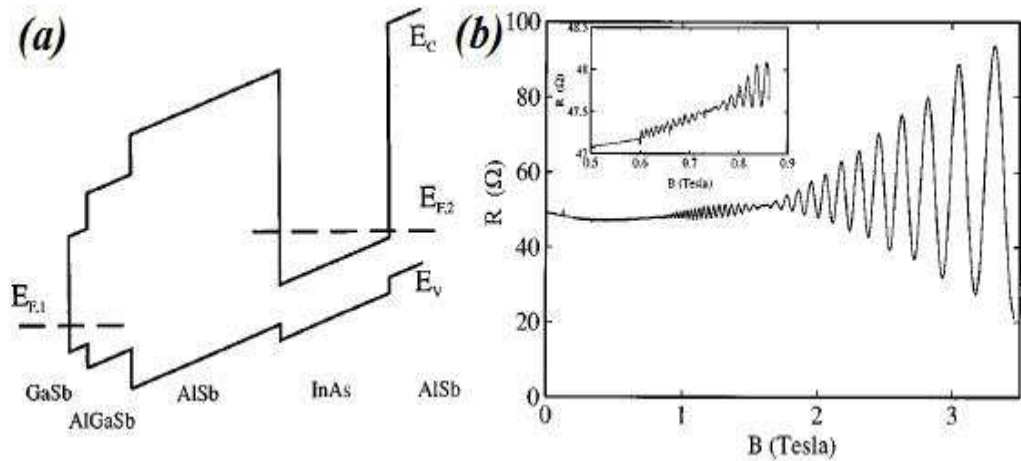 (a)
E_C
E_F,2
E_F,1
E_V
GaSb
AlSb
InAs
AlSb
AlGaSb
(b)
100
80
60
40
20
0
R (Ω)
0
1
2
3
B (Tesla)
48.5
48
47.5
47
R (Ω)
0.5
0.6
0.7
0.8
0.9
B (Tesla)